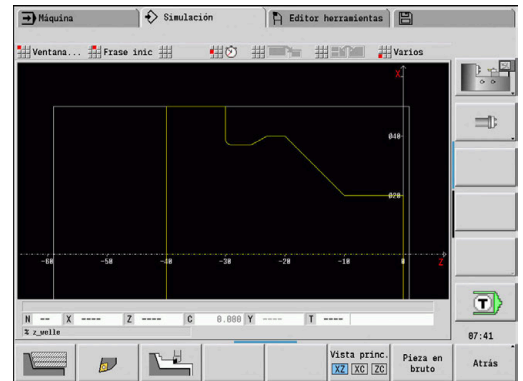 Máquina
Simulación
Editor herramientas
Ventana...
Frase inic
Varios
X
Ø40
Ø20
-60 -50 -40 -30 -20 -10 0 Z
N -- X ---- Z ---- C 0.000 Y ---- T ----
% z_welle
T
07:41
Vista princ.
XZ XC ZC
Pieza en
bruto
Atrás